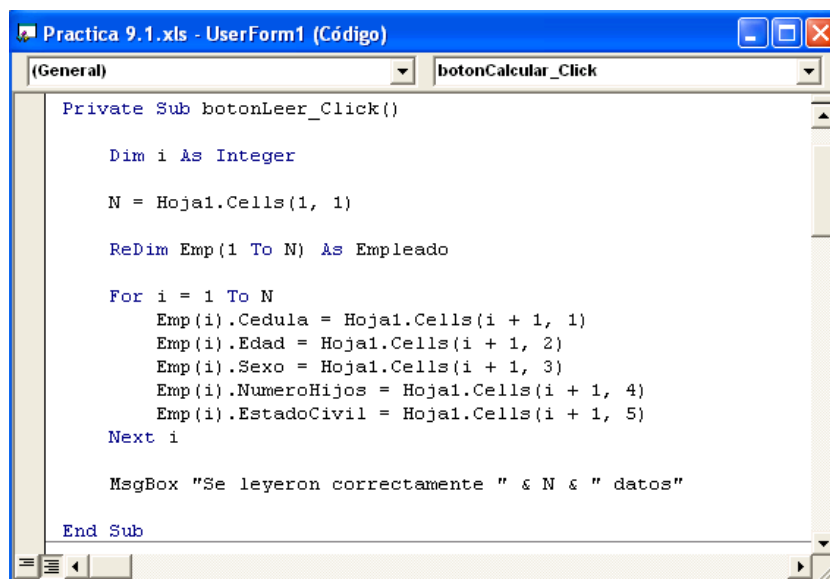 Practica 9.1.xls - UserForm1 (Código)
(General) botonCalcular_Click
Private Sub botonLeer_Click()
Dim i As Integer
N = Hoja1.Cells(1, 1)
ReDim Emp(1 To N) As Empleado
For i = 1 To N
Emp(i).Cedula = Hoja1.Cells(i + 1, 1)
Emp(i).Edad = Hoja1.Cells(i + 1, 2)
Emp(i).Sexo = Hoja1.Cells(i + 1, 3)
Emp(i).NumeroHijos = Hoja1.Cells(i + 1, 4)
Emp(i).EstadoCivil = Hoja1.Cells(i + 1, 5)
Next i
MsgBox "Se leyeron correctamente " & N & " datos"
End Sub